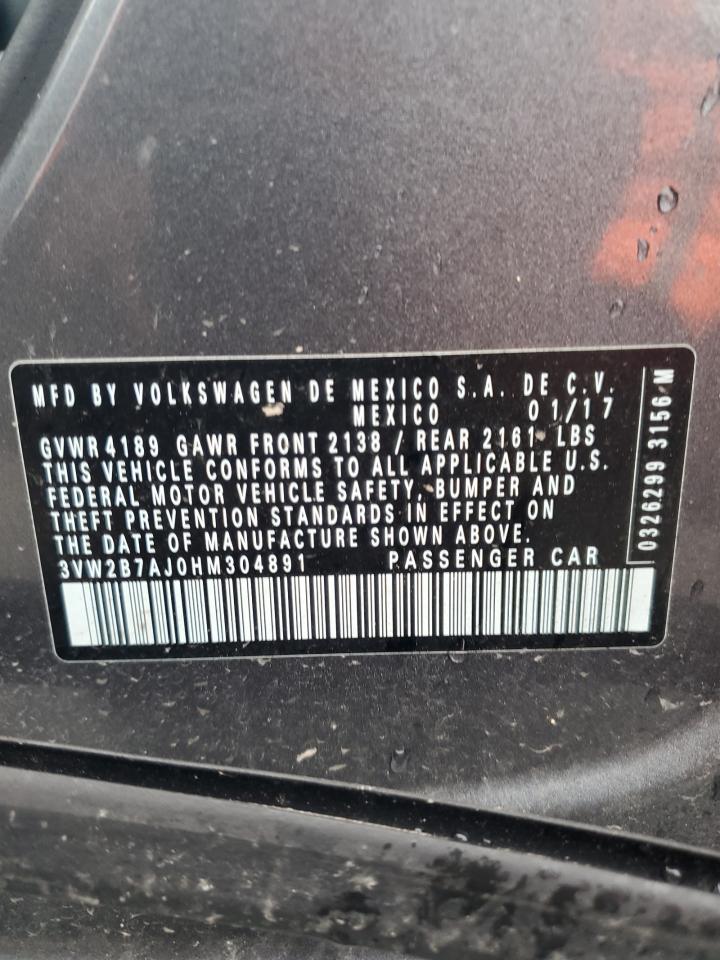 MFD BY VOLKSWAGEN DE MEXICO S.A. DE C.V.
MEXICO 01/17
GVWR4189 GAWR FRONT 2138 / REAR 2161 LBS
THIS VEHICLE CONFORMS TO ALL APPLICABLE U.S.
FEDERAL MOTOR VEHICLE SAFETY, BUMPER AND
THEFT PREVENTION STANDARDS IN EFFECT ON
THE DATE OF MANUFACTURE SHOWN ABOVE.
3VW2B7AJ0HM304891 PASSENGER CAR
0326299 3156 M